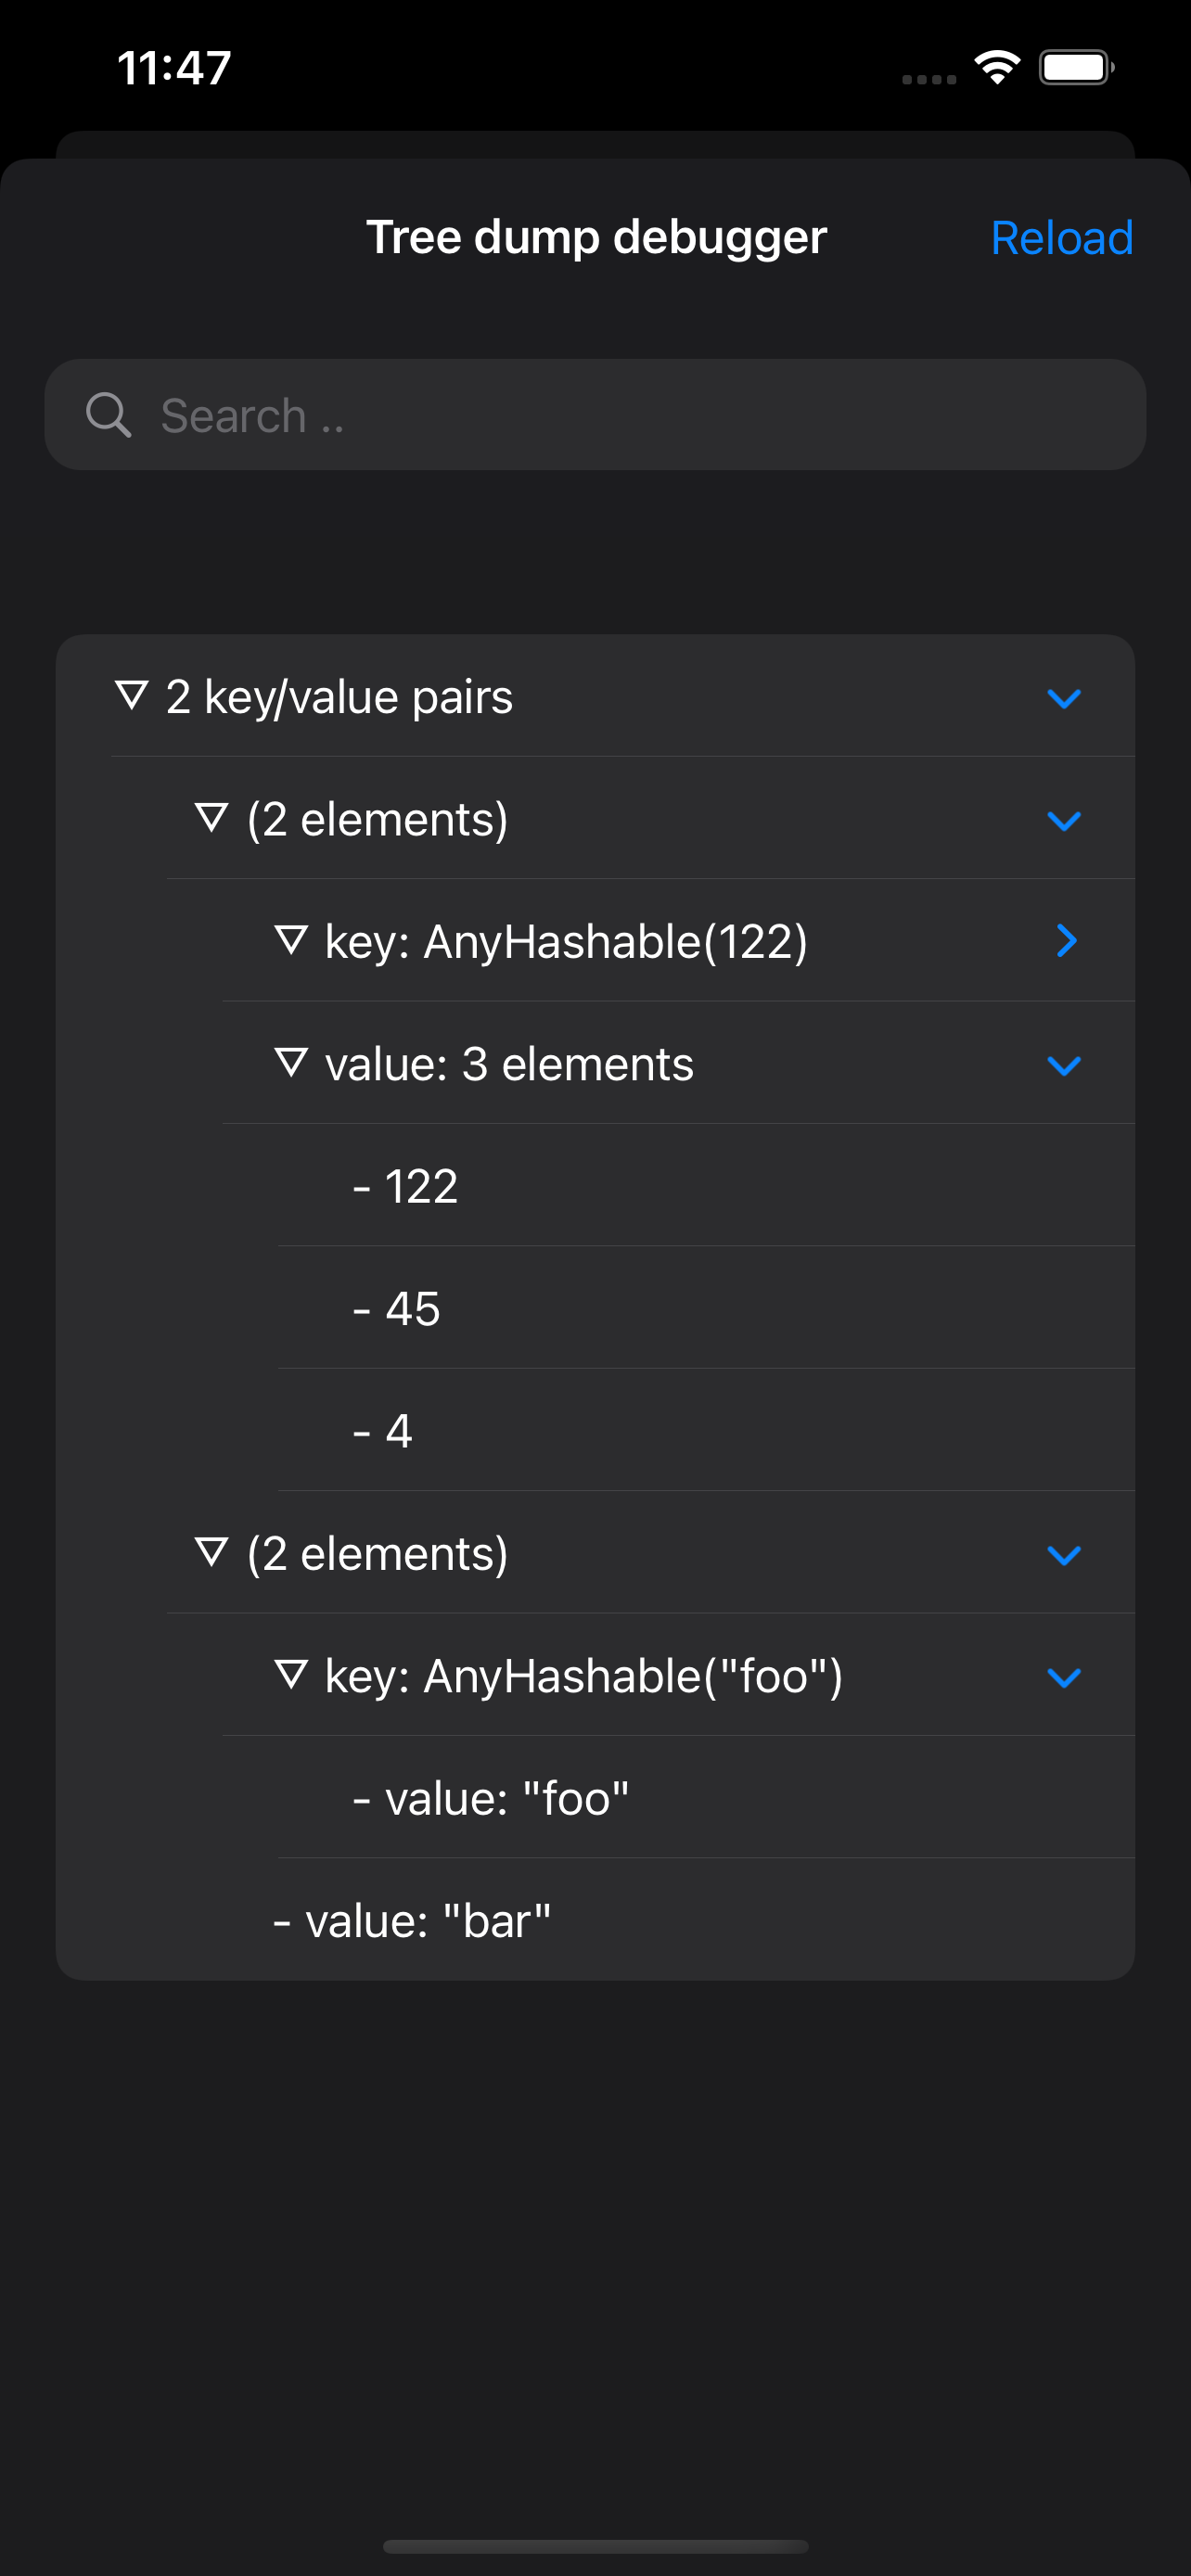 11:47
Tree dump debugger
Reload
Search ..
▽ 2 key/value pairs
▽ (2 elements)
▽ key: AnyHashable(122)
▽ value: 3 elements
- 122
- 45
- 4
▽ (2 elements)
▽ key: AnyHashable("foo")
- value: "foo"
- value: "bar"